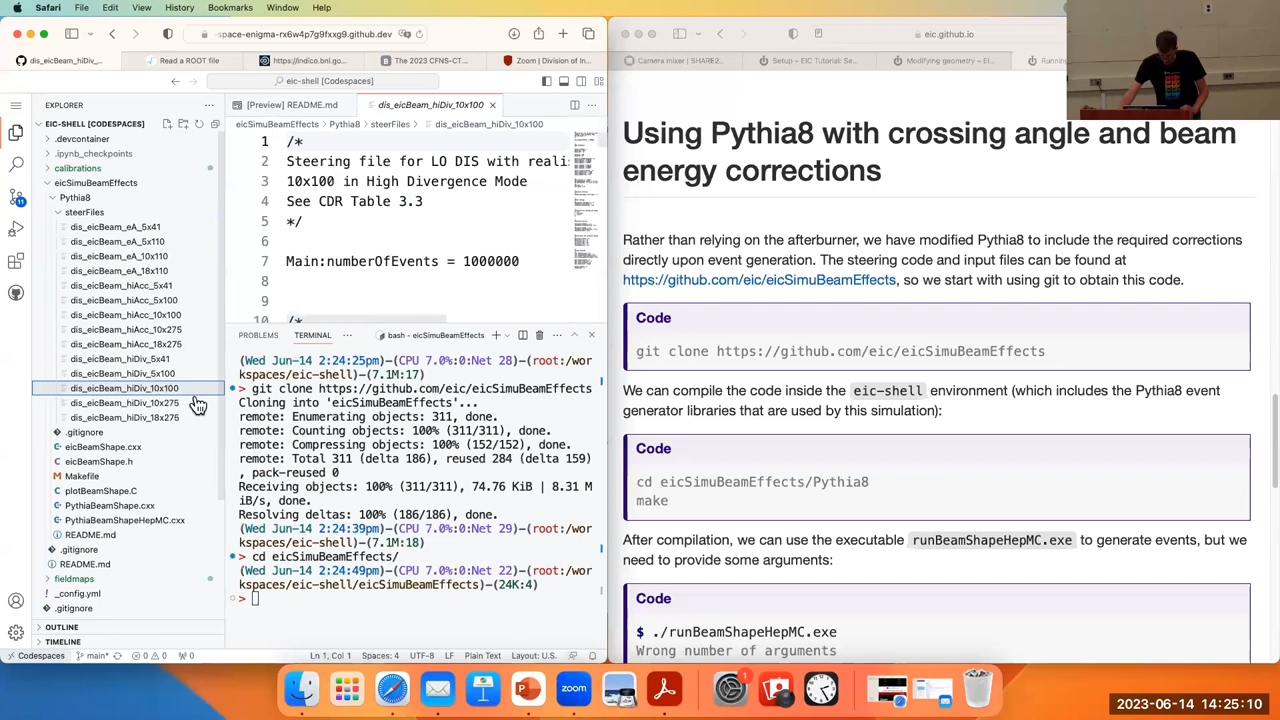 Safari File Edit View History Bookmarks Window Help
-space-enigma-rx6w4p7g9fxxg9.github.dev
eic.github.io
dis_eicBeam_hiDiv_...
Read a ROOT file
https://indico.bnl.go...
The 2023 CFNS-CT...
Zoom | Division of In...
Camera mixer | SHARE2...
Setup – EIC Tutorial: Se...
Modifying geometry – EI...
eic-shell [Codespaces]
EXPLORER
EIC-SHELL [CODESPACES]
.devcontainer
.ipynb_checkpoints
calibrations
eicSimuBeamEffects
Pythia8
steerFiles
dis_eicBeam_eA_5x41
dis_eicBeam_eA_5x110
dis_eicBeam_eA_10x110
dis_eicBeam_eA_18x110
dis_eicBeam_hiAcc_5x41
dis_eicBeam_hiAcc_5x100
dis_eicBeam_hiAcc_10x100
dis_eicBeam_hiAcc_10x275
dis_eicBeam_hiAcc_18x275
dis_eicBeam_hiDiv_5x41
dis_eicBeam_hiDiv_5x100
dis_eicBeam_hiDiv_10x100
dis_eicBeam_hiDiv_10x275
dis_eicBeam_hiDiv_18x275
.gitignore
eicBeamShape.cxx
eicBeamShape.h
Makefile
plotBeamShape.C
PythiaBeamShape.cxx
PythiaBeamShapeHepMC.cxx
README.md
.gitignore
README.md
fieldmaps
_config.yml
.gitignore
OUTLINE
TIMELINE
[Preview] README.md
dis_eicBeam_hiDiv_10x100
eicSimuBeamEffects > Pythia8 > steerFiles > dis_eicBeam_hiDiv_10x100
1 /*
2 Steering file for LO DIS with realis
3 10x100 in High Divergence Mode
4 See CDR Table 3.3
5 */
6
7 Main:numberOfEvents = 1000000
8
9
10 /*
PROBLEMS TERMINAL ... bash - eicSimuBeamEffects
(Wed Jun-14 2:24:25pm)-(CPU 7.0%:0:Net 28)-(root:/wor
kspaces/eic-shell)-(7.1M:17)
> git clone https://github.com/eic/eicSimuBeamEffects
Cloning into 'eicSimuBeamEffects'...
remote: Enumerating objects: 311, done.
remote: Counting objects: 100% (311/311), done.
remote: Compressing objects: 100% (152/152), done.
remote: Total 311 (delta 186), reused 284 (delta 159)
, pack-reused 0
Receiving objects: 100% (311/311), 74.76 KiB | 8.31 M
iB/s, done.
Resolving deltas: 100% (186/186), done.
(Wed Jun-14 2:24:39pm)-(CPU 7.0%:0:Net 29)-(root:/wor
kspaces/eic-shell)-(7.1M:18)
> cd eicSimuBeamEffects/
(Wed Jun-14 2:24:49pm)-(CPU 7.0%:0:Net 22)-(root:/wor
kspaces/eic-shell/eicSimuBeamEffects)-(24K:4)
>
Codespaces main* 0 0 0 Ln 1, Col 1 Spaces: 4 UTF-8 LF Plain Text Layout: U.S.
Using Pythia8 with crossing angle and beam
energy corrections
Rather than relying on the afterburner, we have modified Pythia8 to include the required corrections
directly upon event generation. The steering code and input files can be found at
https://github.com/eic/eicSimuBeamEffects, so we start with using git to obtain this code.
Code
git clone https://github.com/eic/eicSimuBeamEffects
We can compile the code inside the eic-shell environment (which includes the Pythia8 event
generator libraries that are used by this simulation):
Code
cd eicSimuBeamEffects/Pythia8
make
After compilation, we can use the executable runBeamShapeHepMC.exe to generate events, but we
need to provide some arguments:
Code
$ ./runBeamShapeHepMC.exe
Wrong number of arguments
zoom
2023-06-14 14:25:10